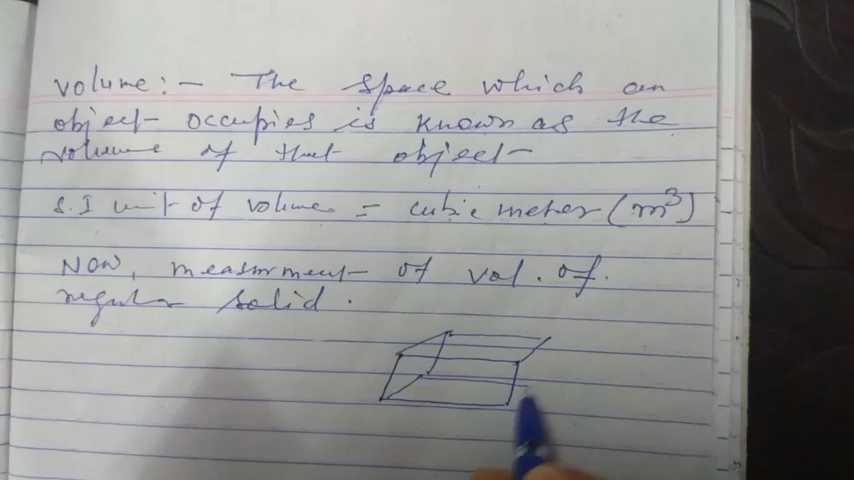 Volume:- The space which an
object occupies is known as the
volume of that object
S.I unit of volume = cubic meter (m³)
Now, measurment of vol. of.
regular solid.